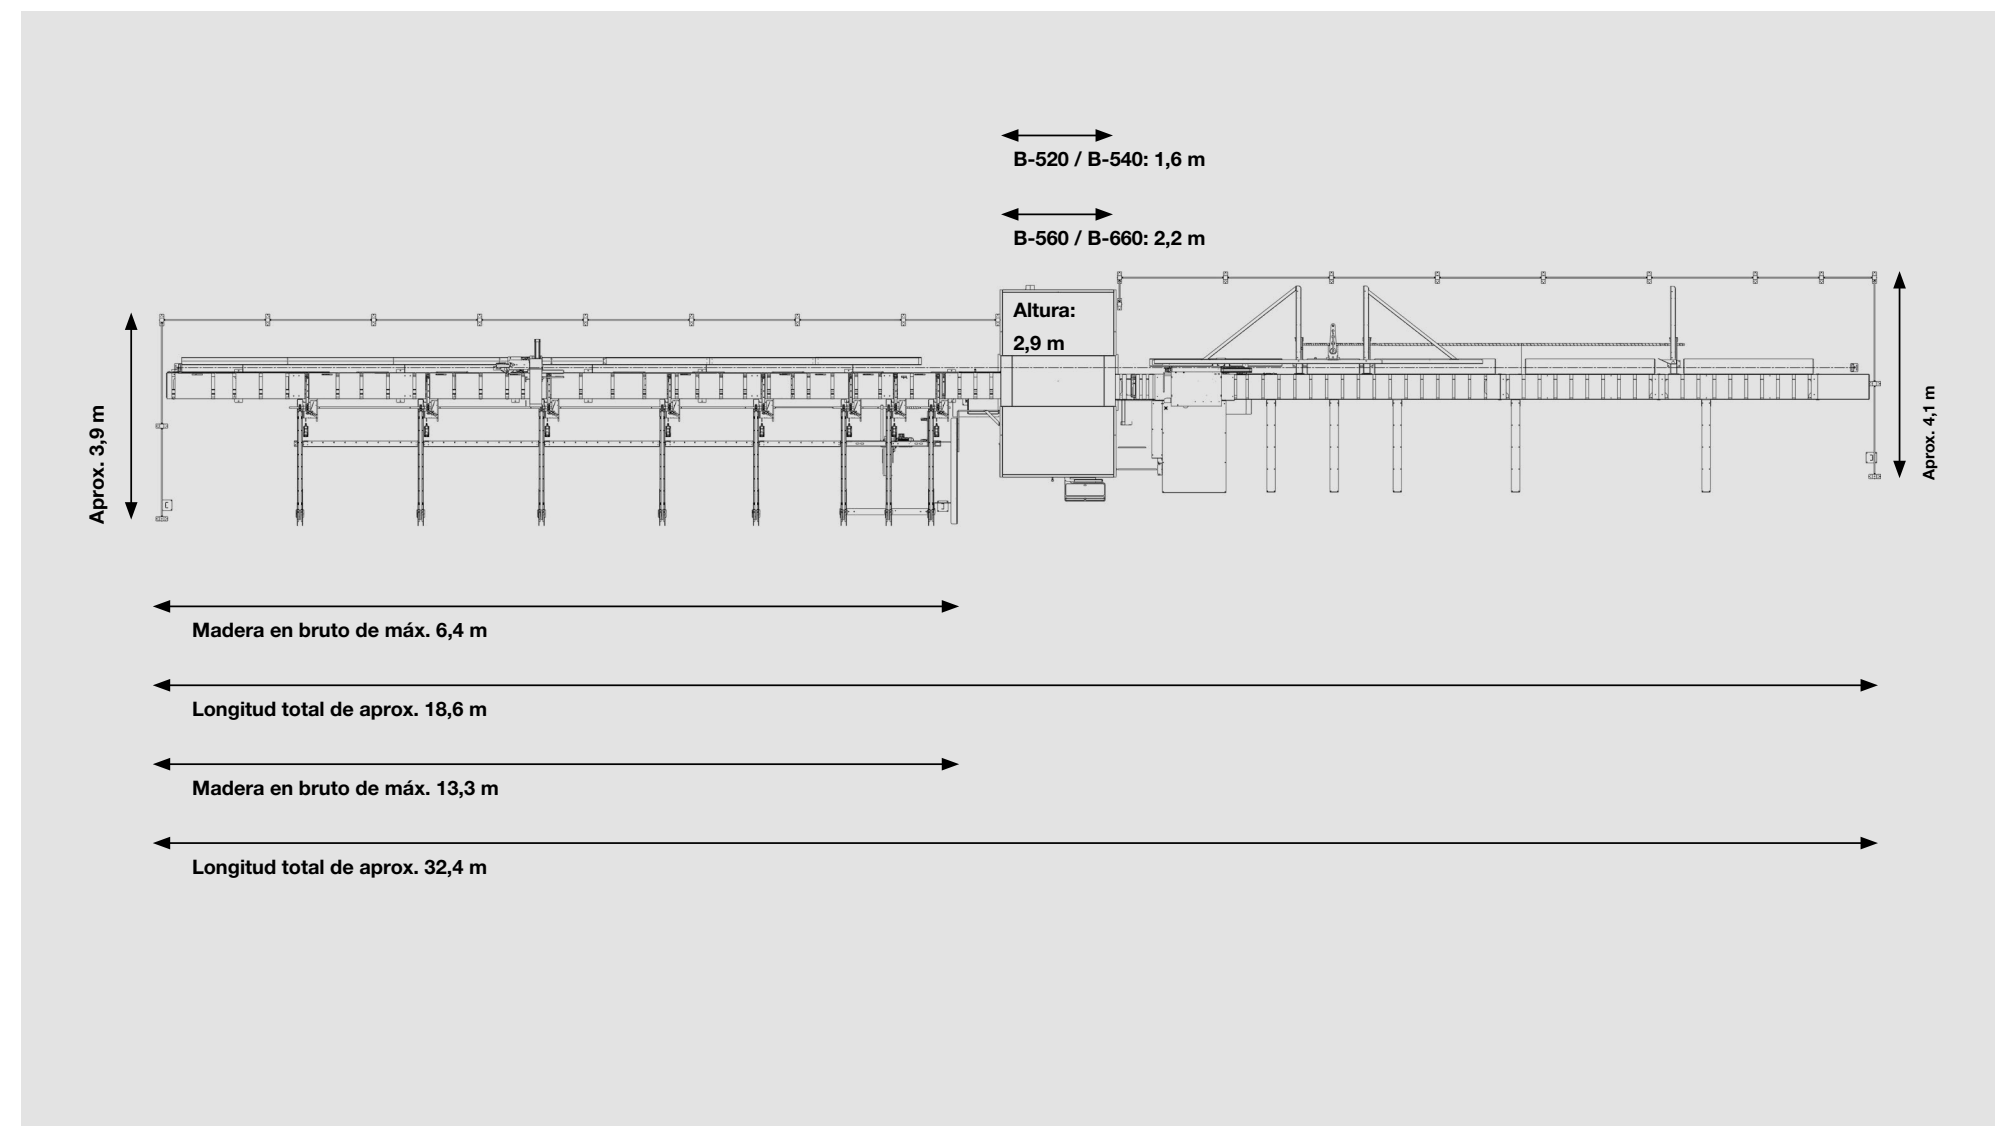 B-520 / B-540: 1,6 m
B-560 / B-660: 2,2 m
Altura:
2,9 m
Aprox. 3,9 m
Aprox. 4,1 m
Madera en bruto de máx. 6,4 m
Longitud total de aprox. 18,6 m
Madera en bruto de máx. 13,3 m
Longitud total de aprox. 32,4 m